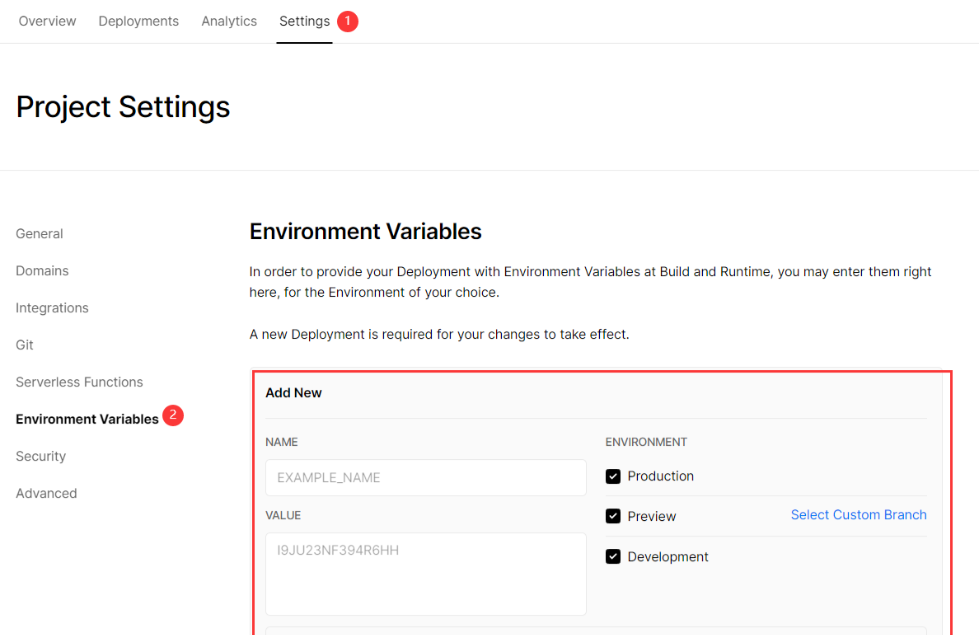 Overview Deployments Analytics Settings 1
Project Settings
General
Domains
Integrations
Git
Serverless Functions
Environment Variables 2
Security
Advanced
Environment Variables
In order to provide your Deployment with Environment Variables at Build and Runtime, you may enter them right
here, for the Environment of your choice.
A new Deployment is required for your changes to take effect.
Add New
NAME
EXAMPLE_NAME
VALUE
I9JU23NF394R6HH
ENVIRONMENT
Production
Preview Select Custom Branch
Development